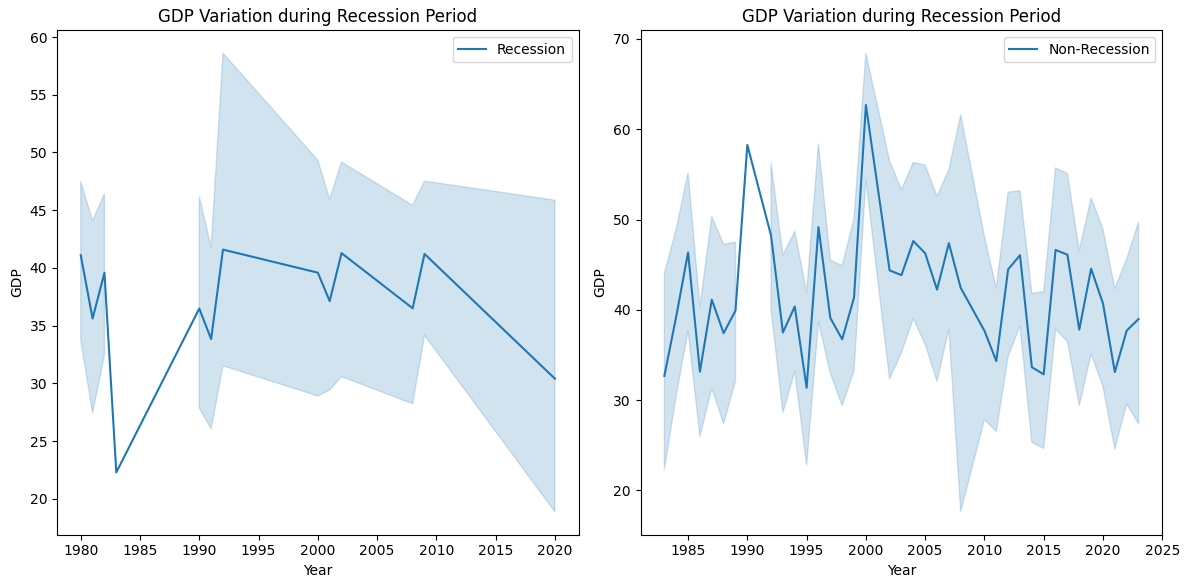 GDP Variation during Recession Period
GDP Variation during Recession Period
60
55
50
45
40
35
30
25
20
GDP
Recession
1980 1985 1990 1995 2000 2005 2010 2015 2020
Year
70
60
50
40
30
20
GDP
Non-Recession
1985 1990 1995 2000 2005 2010 2015 2020 2025
Year